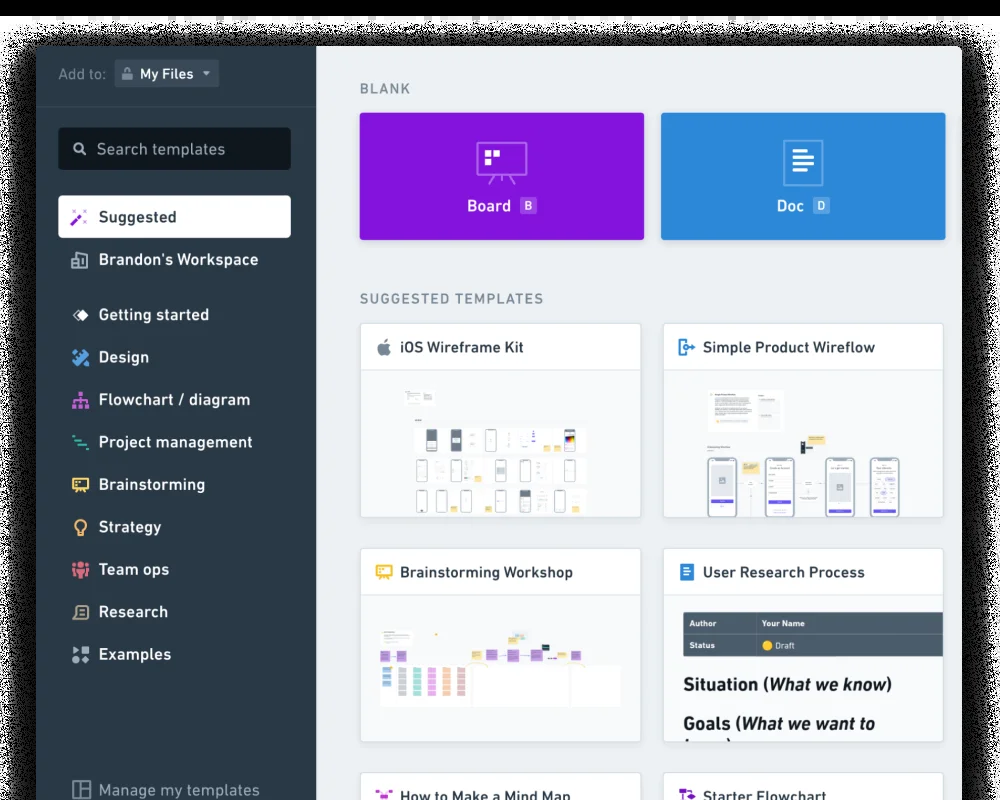 Add to: My Files
Search templates
Suggested
Brandon's Workspace
Getting started
Design
Flowchart / diagram
Project management
Brainstorming
Strategy
Team ops
Research
Examples
Manage my templates
BLANK
Board B
Doc D
SUGGESTED TEMPLATES
iOS Wireframe Kit
Simple Product Wireflow
Brainstorming Workshop
User Research Process
Author Your Name
Status Draft
Situation (What we know)
Goals (What we want to
How to Make a Mind Map
Starter Flowchart